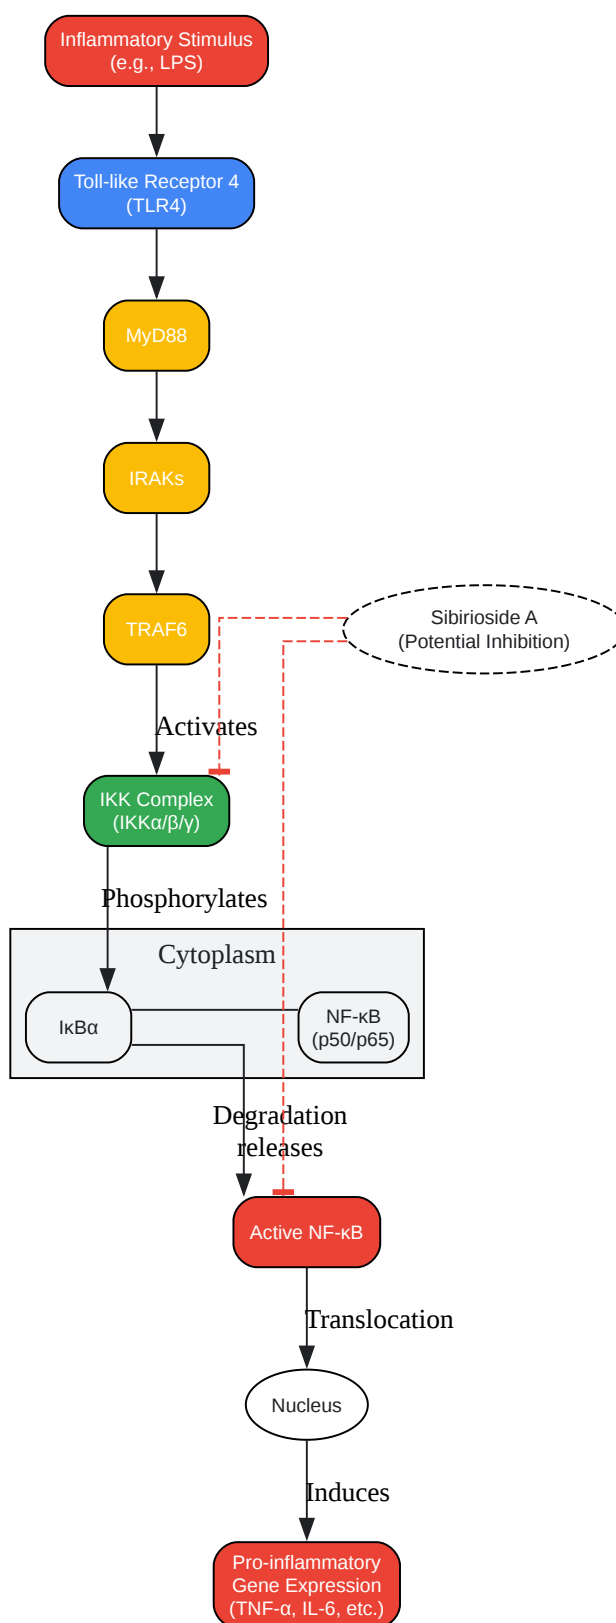 Inflammatory Stimulus
(e.g., LPS)
Toll-like Receptor 4
(TLR4)
MyD88
IRAKs
TRAF6
Sibirioside A
(Potential Inhibition)
Activates
IKK Complex
(IKKα/β/γ)
Phosphorylates
Cytoplasm
IκBα
NF-κB
(p50/p65)
Degradation
releases
Active NF-κB
Translocation
Nucleus
Induces
Pro-inflammatory
Gene Expression
(TNF-α, IL-6, etc.)